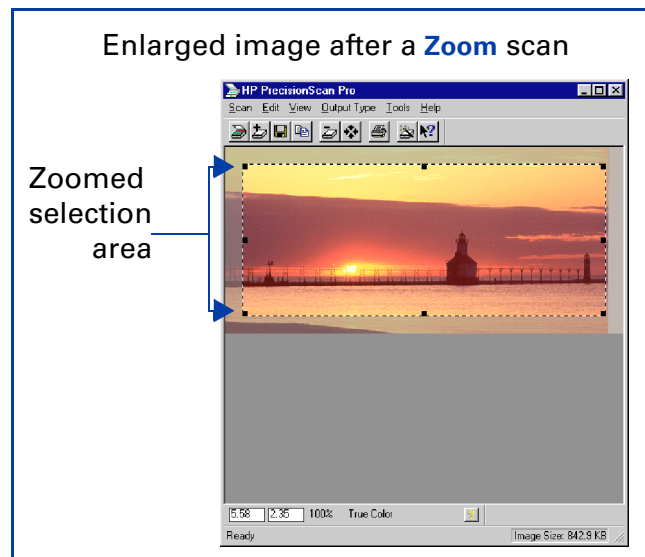 Enlarged image after a Zoom scan
HP PrecisionScan Pro
Scan Edit View Output Type Tools Help
Zoomed
selection
area
5.58 2.35 100% True Color
Ready Image Size: 842.9 KB